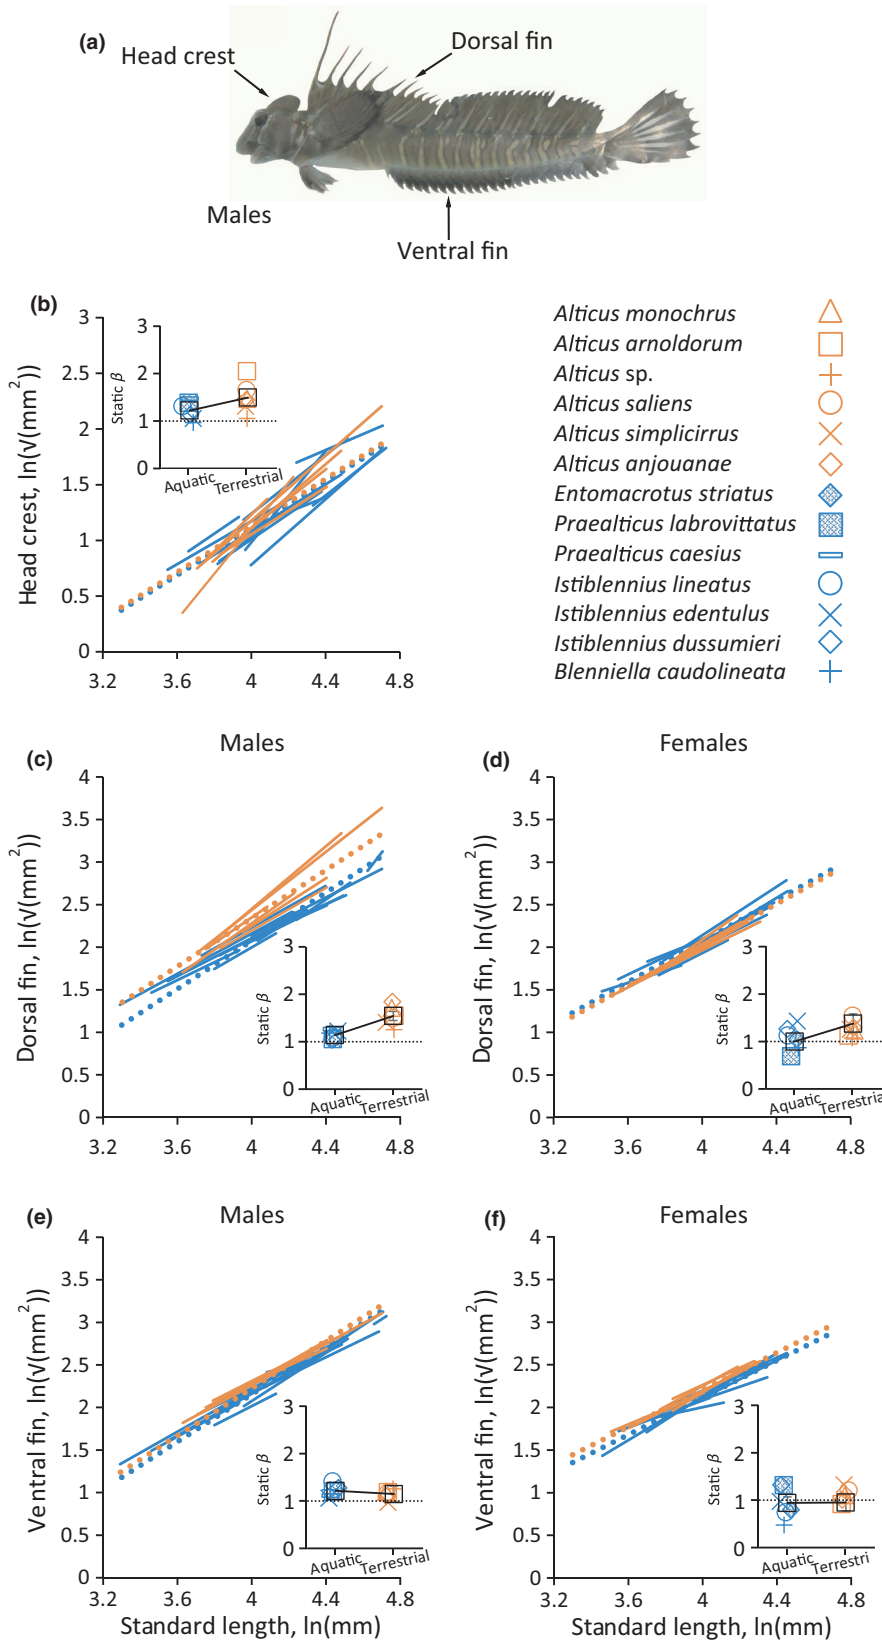 (a)
Head crest
Dorsal fin
Males
Ventral fin
(b)
Head crest, ln(√(mm²))
3
2.5
2
1.5
1
0.5
0
3.2 3.6 4 4.4 4.8
Static β
3
2
1
0
Aquatic Terrestrial
Alticus monochrus
Alticus arnoldorum
Alticus sp.
Alticus saliens
Alticus simplicirrus
Alticus anjouanae
Entomacrotus striatus
Praealticus labrovittatus
Praealticus caesius
Istiblennius lineatus
Istiblennius edentulus
Istiblennius dussumieri
Blenniella caudolineata
(c)
Males
Dorsal fin, ln(√(mm²))
4
3.5
3
2.5
2
1.5
1
0.5
0
3.2 3.6 4 4.4 4.8
Static β
3
2
1
0
Aquatic Terrestrial
(d)
Females
Dorsal fin, ln(√(mm²))
4
3.5
3
2.5
2
1.5
1
0.5
0
3.2 3.6 4 4.4 4.8
Static β
3
2
1
0
Aquatic Terrestrial
(e)
Males
Ventral fin, ln(√(mm²))
4
3.5
3
2.5
2
1.5
1
0.5
0
3.2 3.6 4 4.4 4.8
Standard length, ln(mm)
Static β
3
2
1
0
Aquatic Terrestrial
(f)
Females
Ventral fin, ln(√(mm²))
4
3.5
3
2.5
2
1.5
1
0.5
0
3.2 3.6 4 4.4 4.8
Standard length, ln(mm)
Static β
3
2
1
0
Aquatic Terrestri